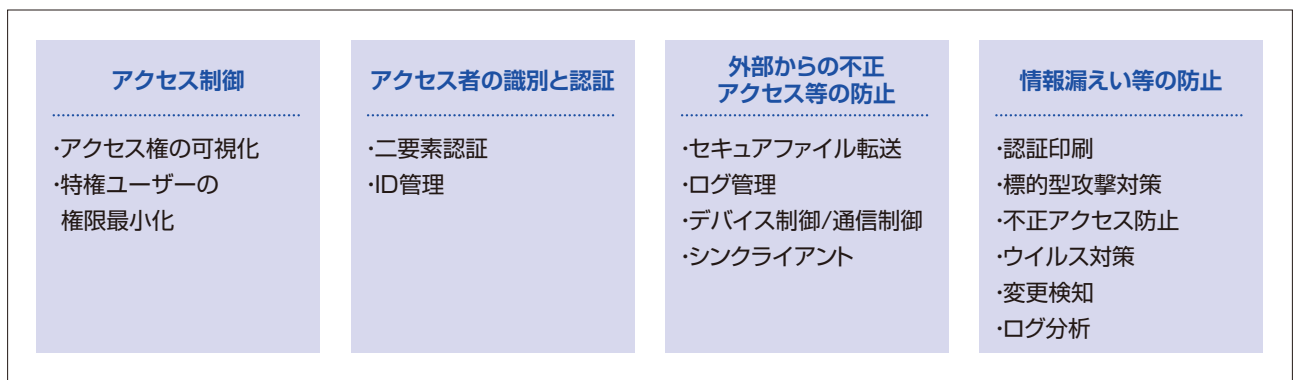 アクセス制御
・アクセス権の可視化
・特権ユーザーの
権限最小化
アクセス者の識別と認証
・二要素認証
・ID管理
外部からの不正
アクセス等の防止
・セキュアファイル転送
・ログ管理
・デバイス制御/通信制御
・シンクライアント
情報漏えい等の防止
・認証印刷
・標的型攻撃対策
・不正アクセス防止
・ウイルス対策
・変更検知
・ログ分析